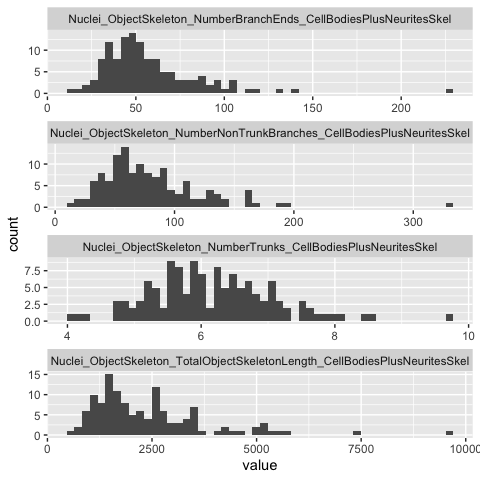 Nuclei_ObjectSkeleton_NumberBranchEnds_CellBodiesPlusNeuritesSkel
10
5
0
0 50 100 150 200
Nuclei_ObjectSkeleton_NumberNonTrunkBranches_CellBodiesPlusNeuritesSkel
10
5
0
0 100 200 300
count
Nuclei_ObjectSkeleton_NumberTrunks_CellBodiesPlusNeuritesSkel
7.5
5.0
2.5
0.0
4 6 8 10
Nuclei_ObjectSkeleton_TotalObjectSkeletonLength_CellBodiesPlusNeuritesSkel
15
10
5
0
0 2500 5000 7500 10000
value